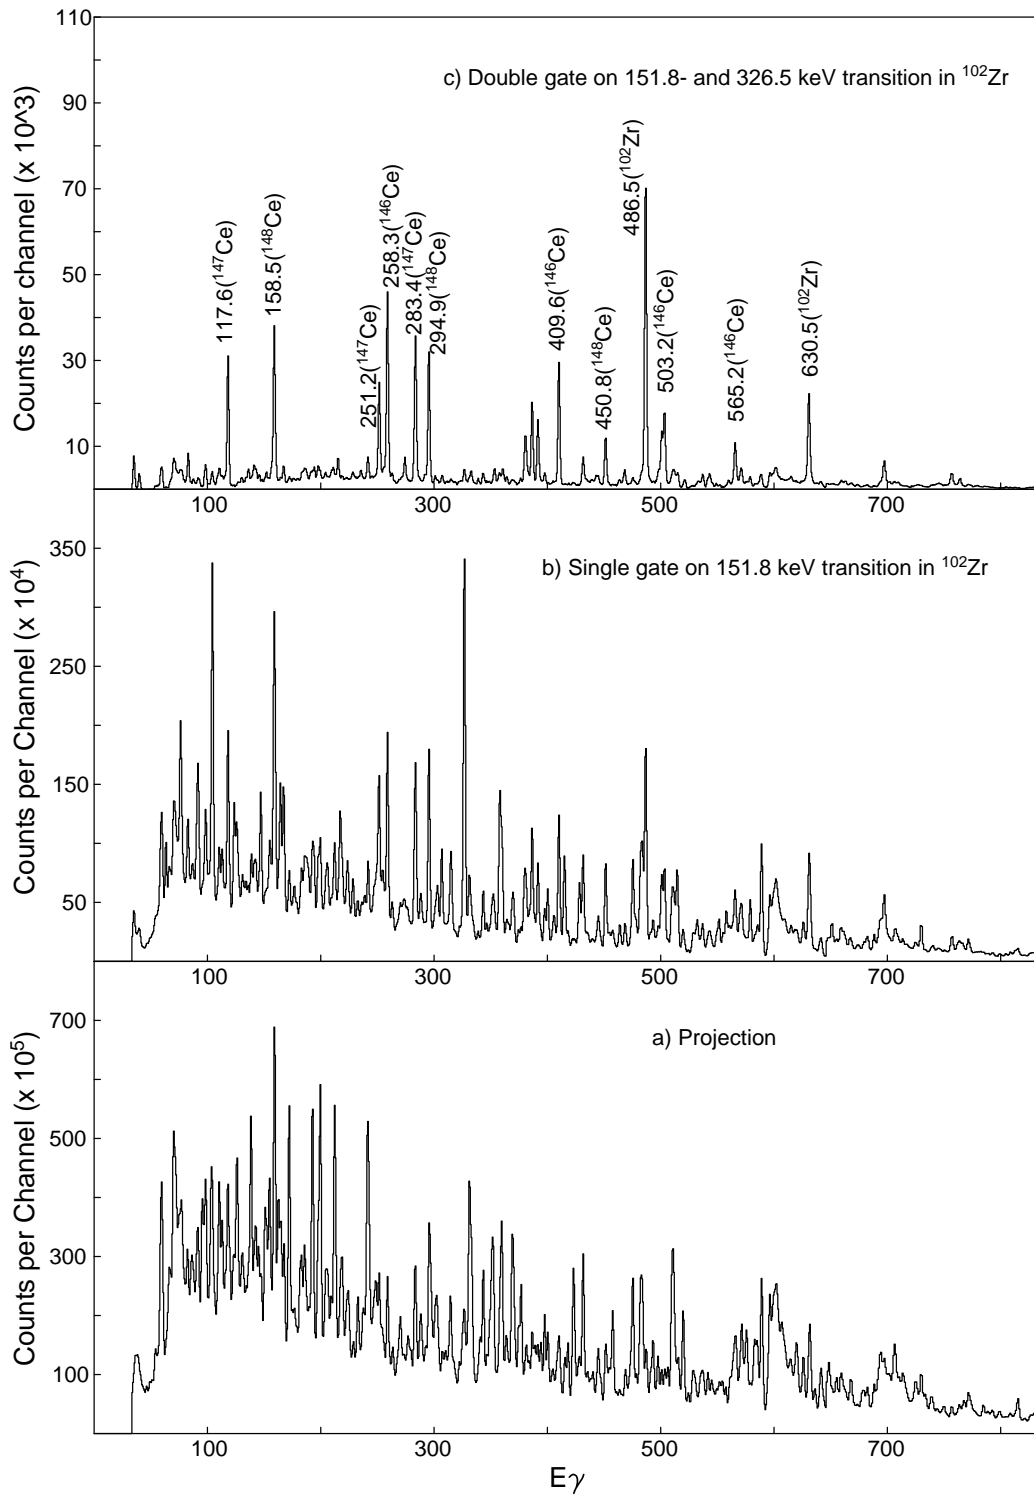 c) Double gate on 151.8- and 326.5 keV transition in ¹⁰²Zr
Counts per channel (x 10^3)
110
90
70
50
30
10
117.6(¹⁴⁷Ce)
158.5(¹⁴⁸Ce)
251.2(¹⁴⁷Ce)
258.3(¹⁴⁶Ce)
283.4(¹⁴⁷Ce)
294.9(¹⁴⁸Ce)
409.6(¹⁴⁶Ce)
450.8(¹⁴⁸Ce)
486.5(¹⁰²Zr)
503.2(¹⁴⁶Ce)
565.2(¹⁴⁶Ce)
630.5(¹⁰²Zr)
100 300 500 700
b) Single gate on 151.8 keV transition in ¹⁰²Zr
Counts per Channel (x 10⁴)
350
250
150
50
100 300 500 700
a) Projection
Counts per Channel (x 10⁵)
700
500
300
100
100 300 500 700
Eγ